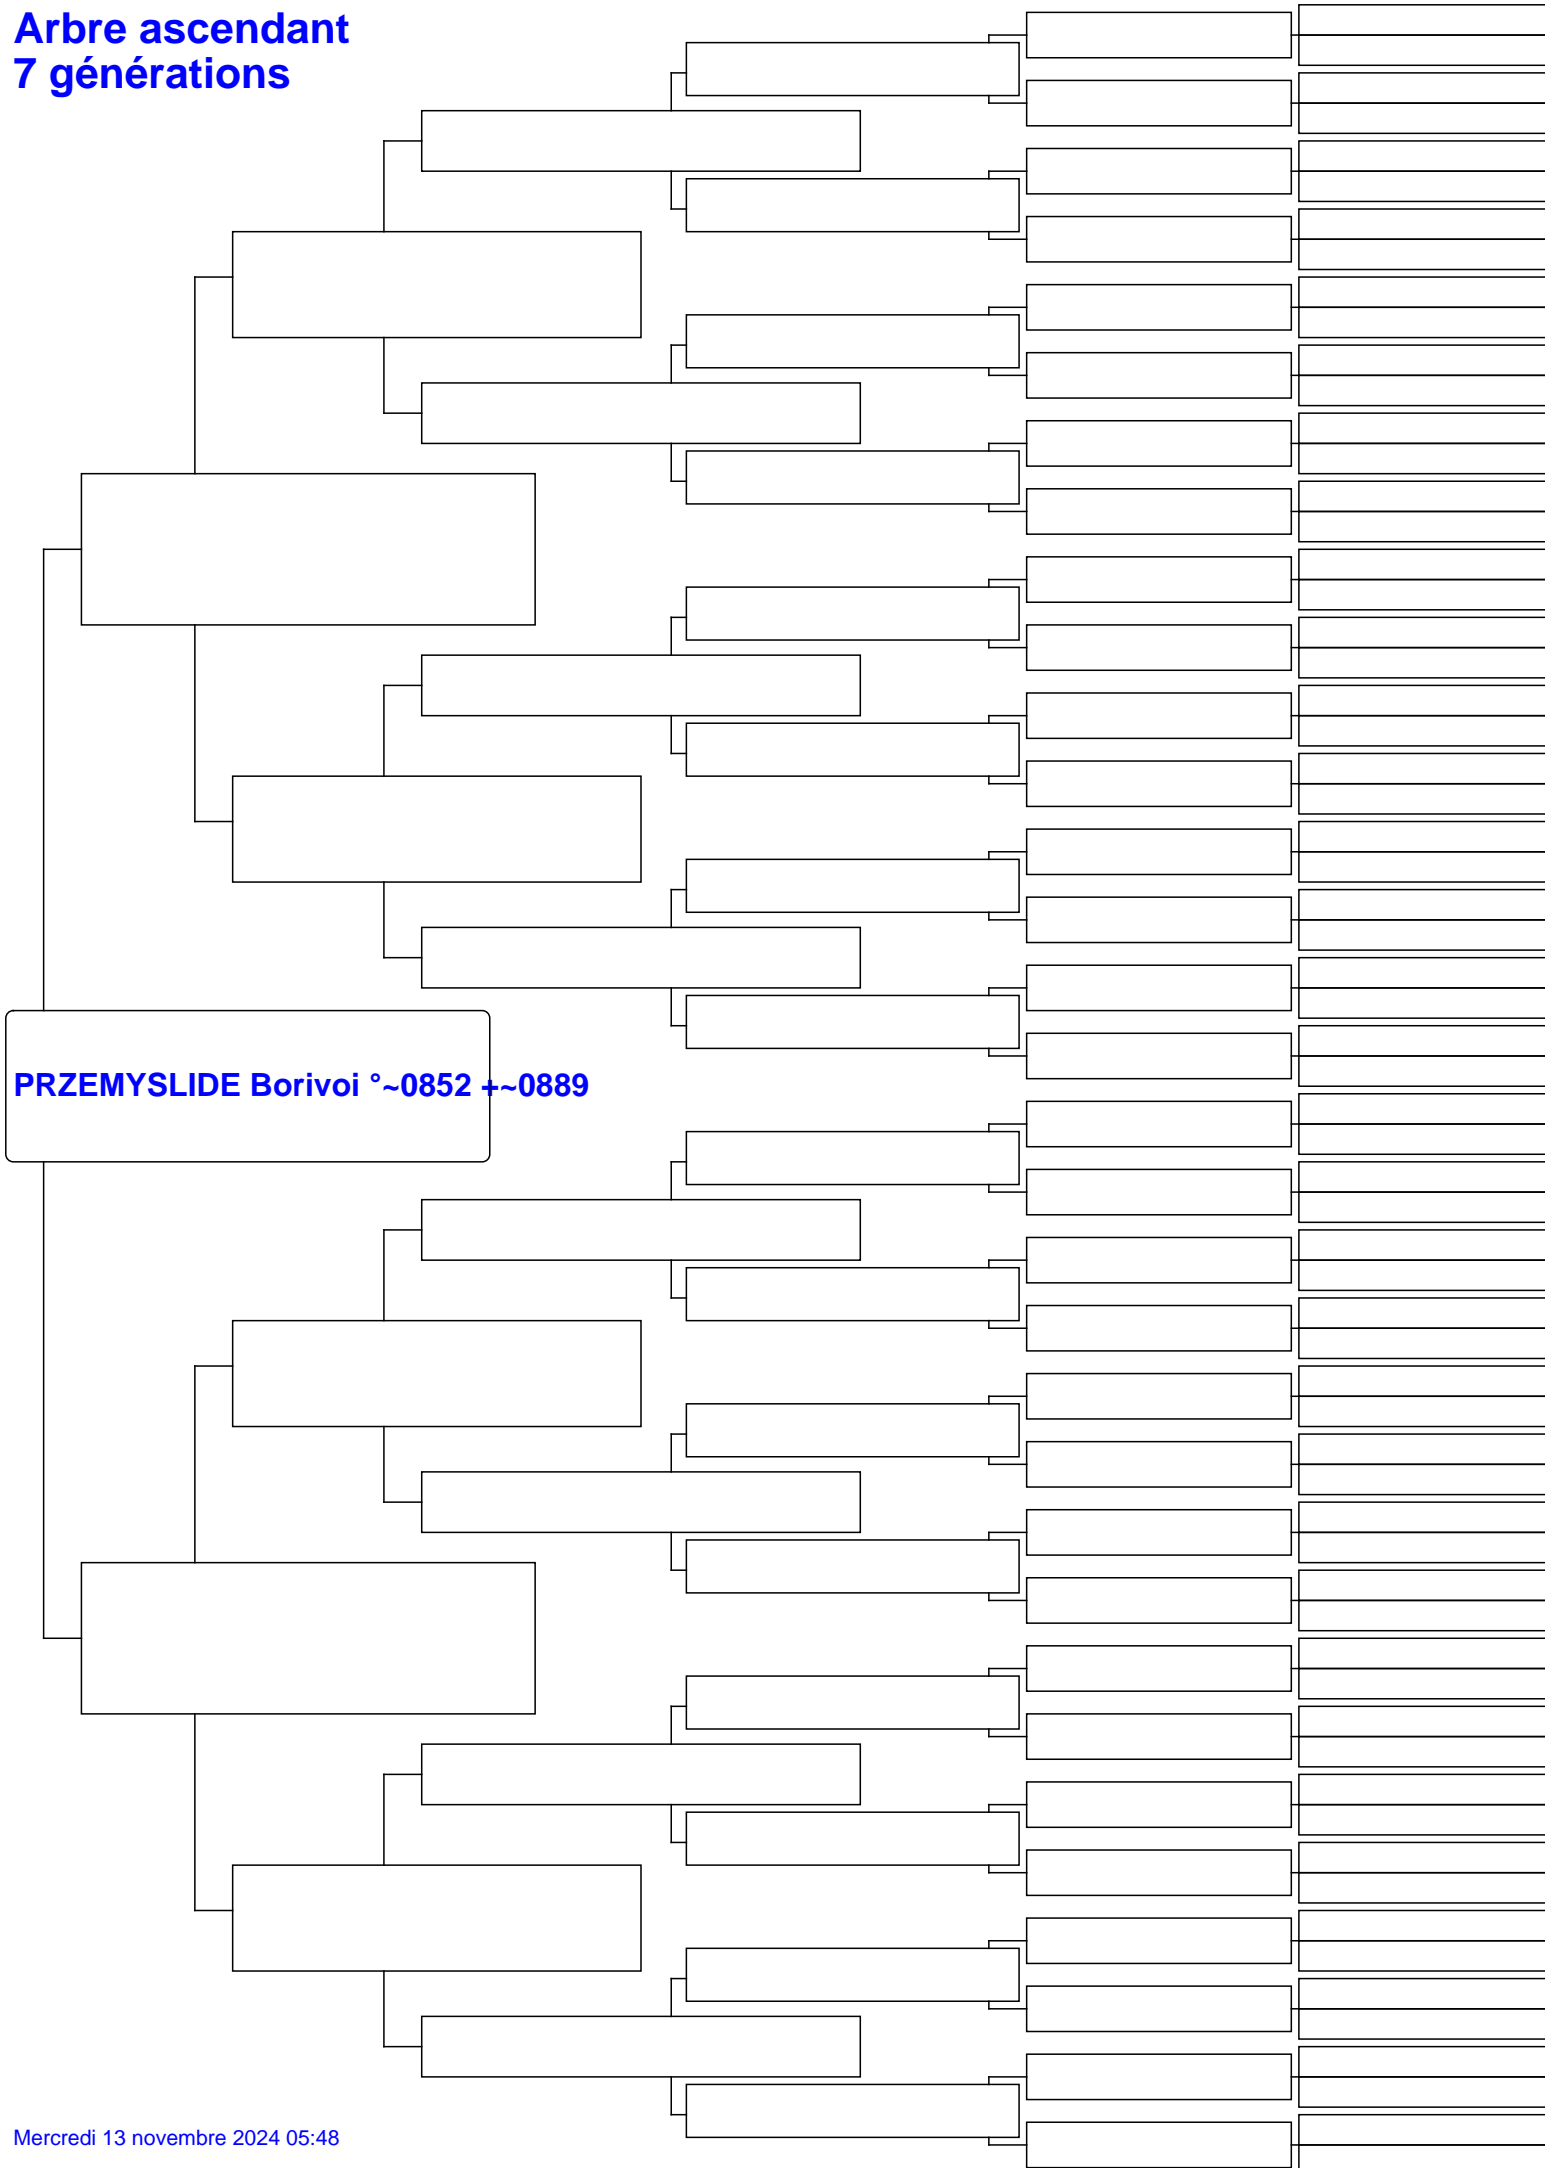 Arbre ascendant
7 générations
PRZEMYSLIDE Borivoi °~0852 +~0889
Mercredi 13 novembre 2024 05:48